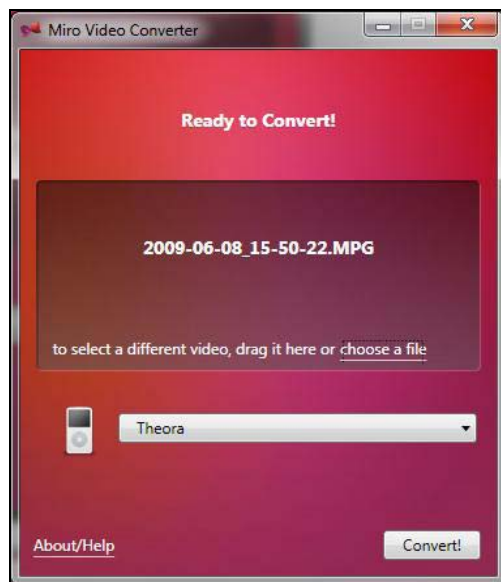 Miro Video Converter
Ready to Convert!
2009-06-08_15-50-22.MPG
to select a different video, drag it here or choose a file
Theora
About/Help
Convert!